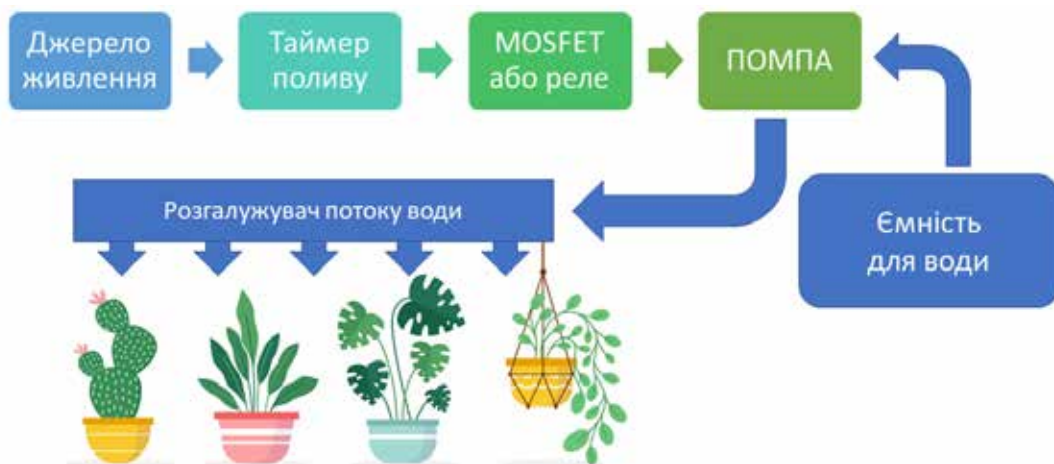 Джерело
живлення
Таймер
поливу
MOSFET
або реле
ПОМПА
Розгалужувач потоку води
Ємність
для води